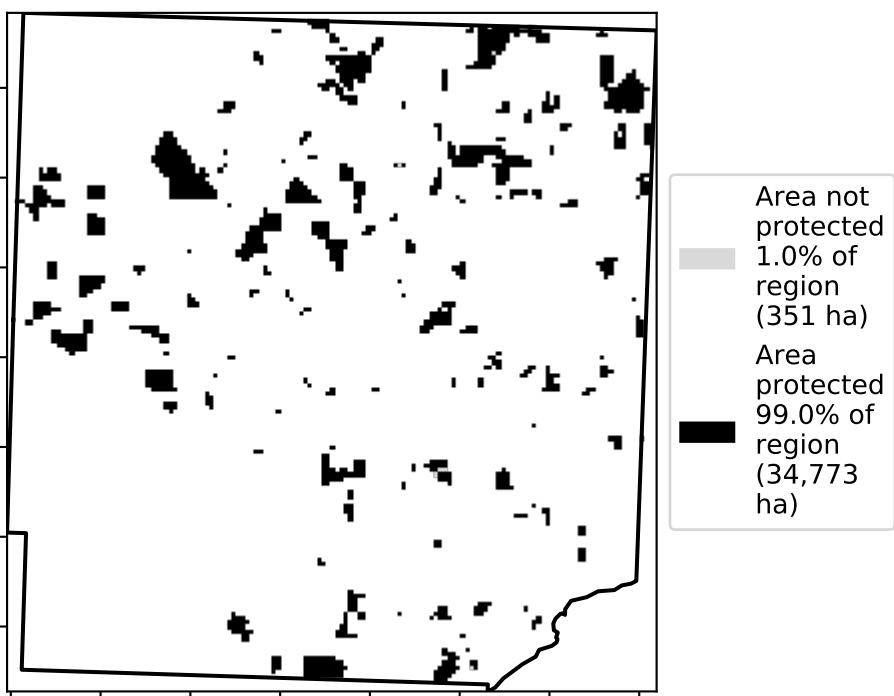 Area not
protected
1.0% of
region
(351 ha)
Area
protected
99.0% of
region
(34,773
ha)